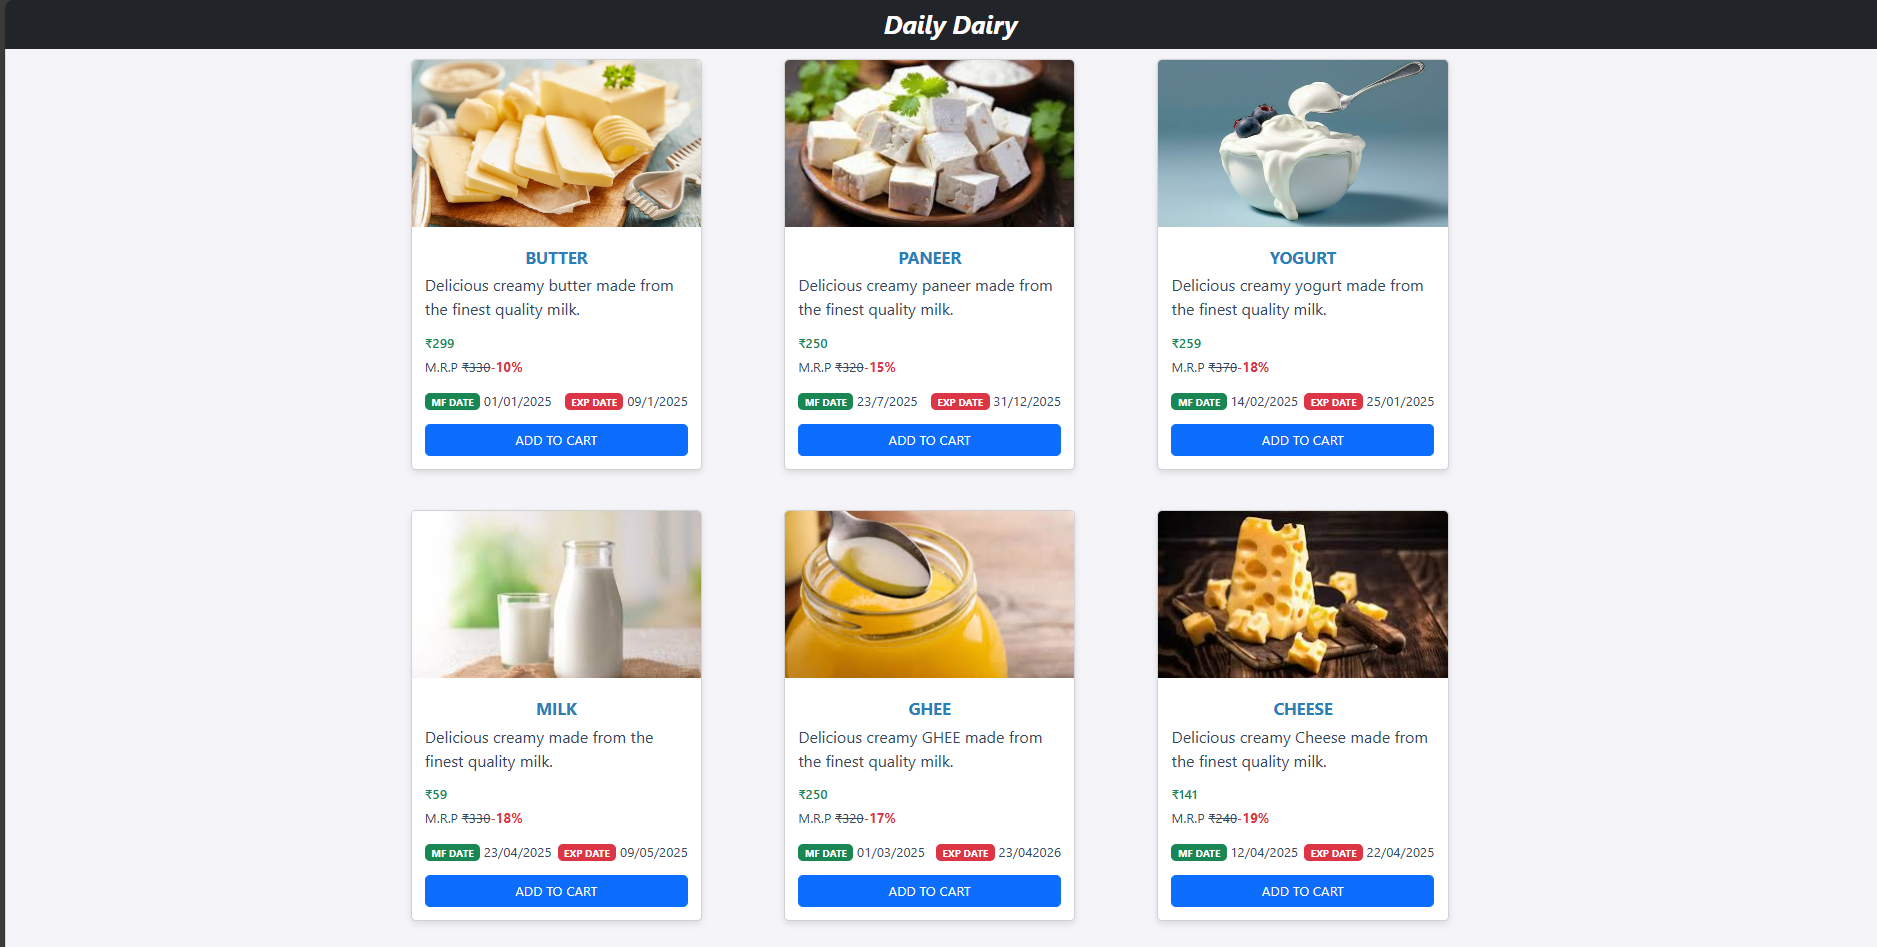 Daily Dairy
BUTTER
Delicious creamy butter made from
the finest quality milk.
₹299
M.R.P ₹330-10%
MF DATE 01/01/2025 EXP DATE 09/1/2025
ADD TO CART
PANEER
Delicious creamy paneer made from
the finest quality milk.
₹250
M.R.P ₹320-15%
MF DATE 23/7/2025 EXP DATE 31/12/2025
ADD TO CART
YOGURT
Delicious creamy yogurt made from
the finest quality milk.
₹259
M.R.P ₹370-18%
MF DATE 14/02/2025 EXP DATE 25/01/2025
ADD TO CART
MILK
Delicious creamy made from the
finest quality milk.
₹59
M.R.P ₹330-18%
MF DATE 23/04/2025 EXP DATE 09/05/2025
ADD TO CART
GHEE
Delicious creamy GHEE made from
the finest quality milk.
₹250
M.R.P ₹320-17%
MF DATE 01/03/2025 EXP DATE 23/042026
ADD TO CART
CHEESE
Delicious creamy Cheese made from
the finest quality milk.
₹141
M.R.P ₹240-19%
MF DATE 12/04/2025 EXP DATE 22/04/2025
ADD TO CART